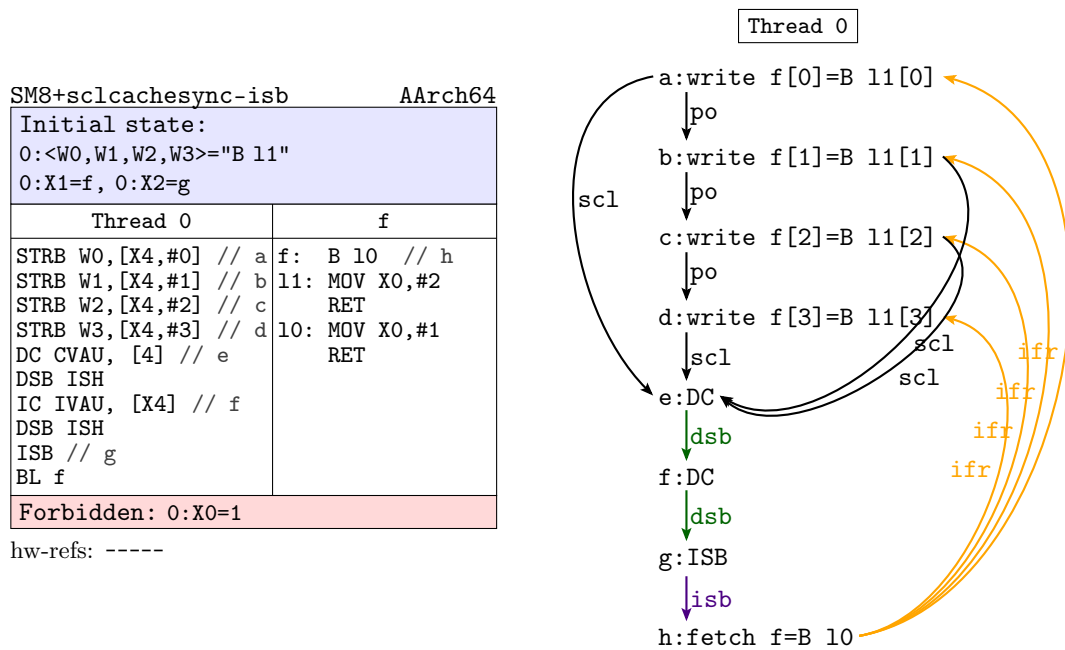 SM8+sclcachesync-isb AArch64
Initial state:
0:<W0,W1,W2,W3>="B l1"
0:X1=f, 0:X2=g
Thread 0 f
STRB W0,[X4,#0] // a f: B l0 // h
STRB W1,[X4,#1] // b l1: MOV X0,#2
STRB W2,[X4,#2] // c RET
STRB W3,[X4,#3] // d l0: MOV X0,#1
DC CVAU, [4] // e RET
DSB ISH
IC IVAU, [X4] // f
DSB ISH
ISB // g
BL f
Forbidden: 0:X0=1
hw-refs: -----
Thread 0
a:write f[0]=B l1[0]
po
b:write f[1]=B l1[1]
scl po
c:write f[2]=B l1[2]
po
d:write f[3]=B l1[3]
scl
scl
ifr
scl
e:DC
ifr
dsb
ifr
f:DC
ifr
dsb
g:ISB
isb
h:fetch f=B l0